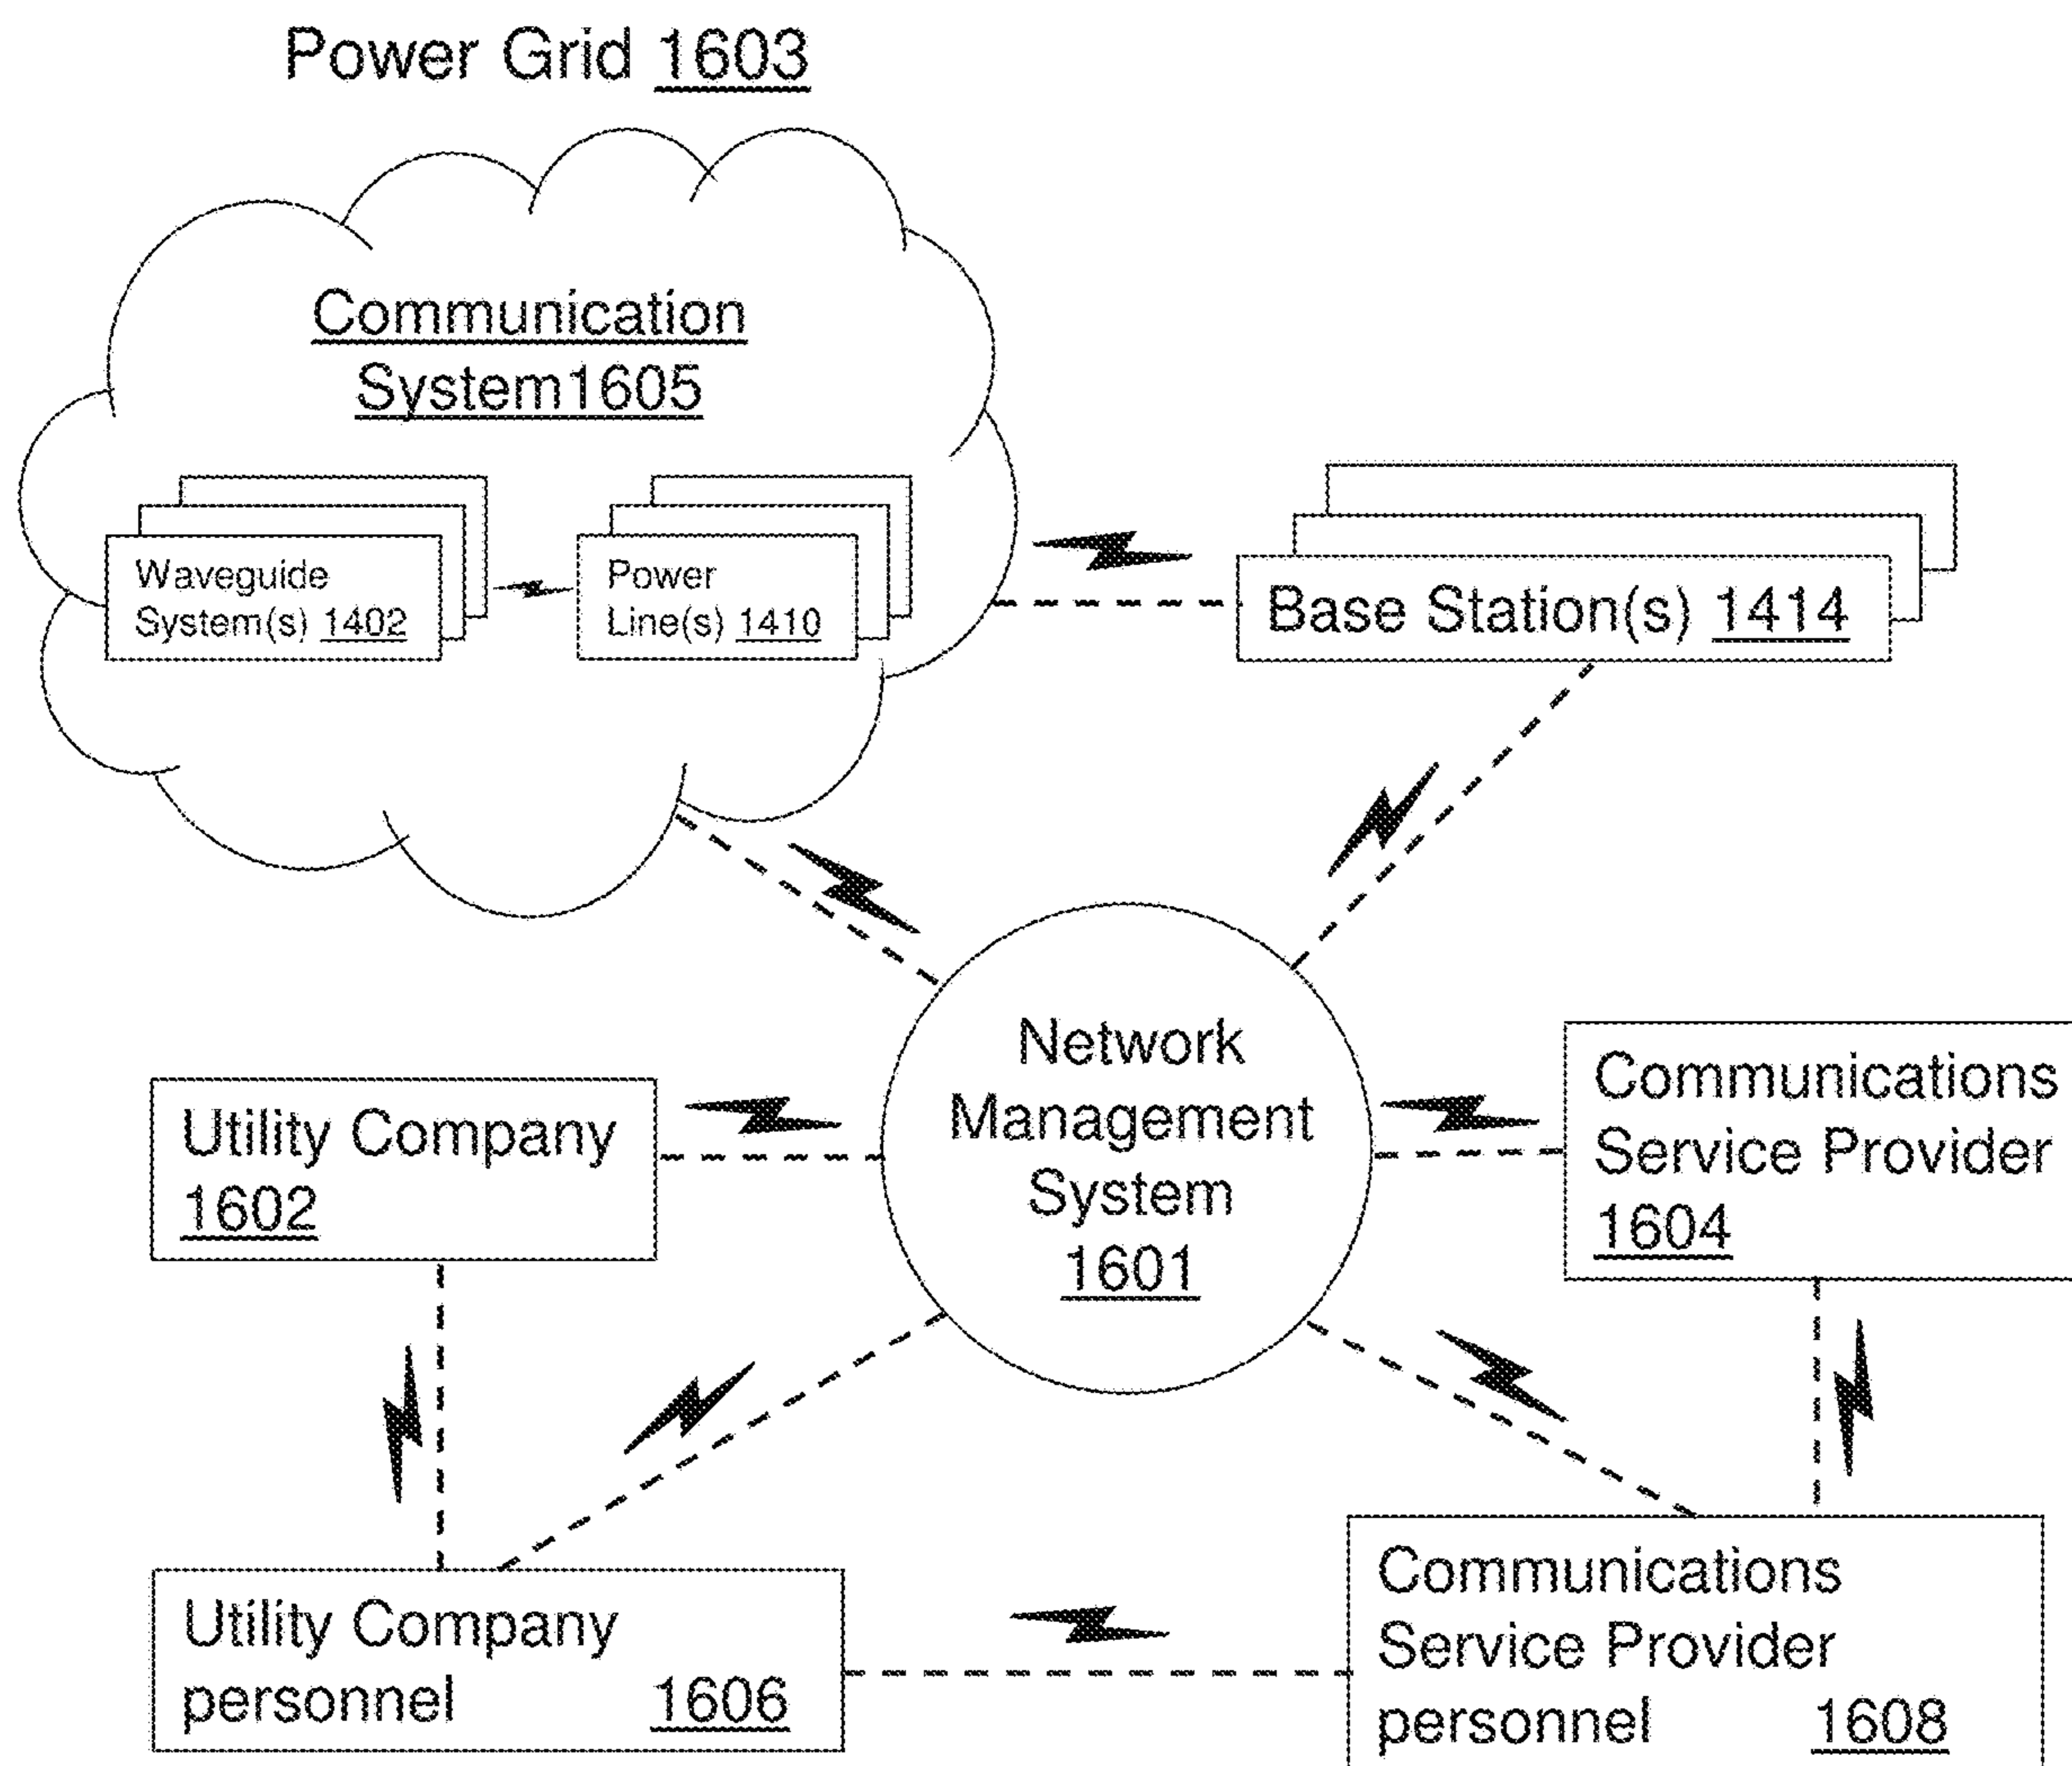 Power Grid 1603
Communication
System1605
Waveguide
System(s) 1402
Power
Line(s) 1410
Base Station(s) 1414
Network
Management
System
1601
Utility Company
1602
Communications
Service Provider
1604
Utility Company
personnel 1606
Communications
Service Provider
personnel 1608